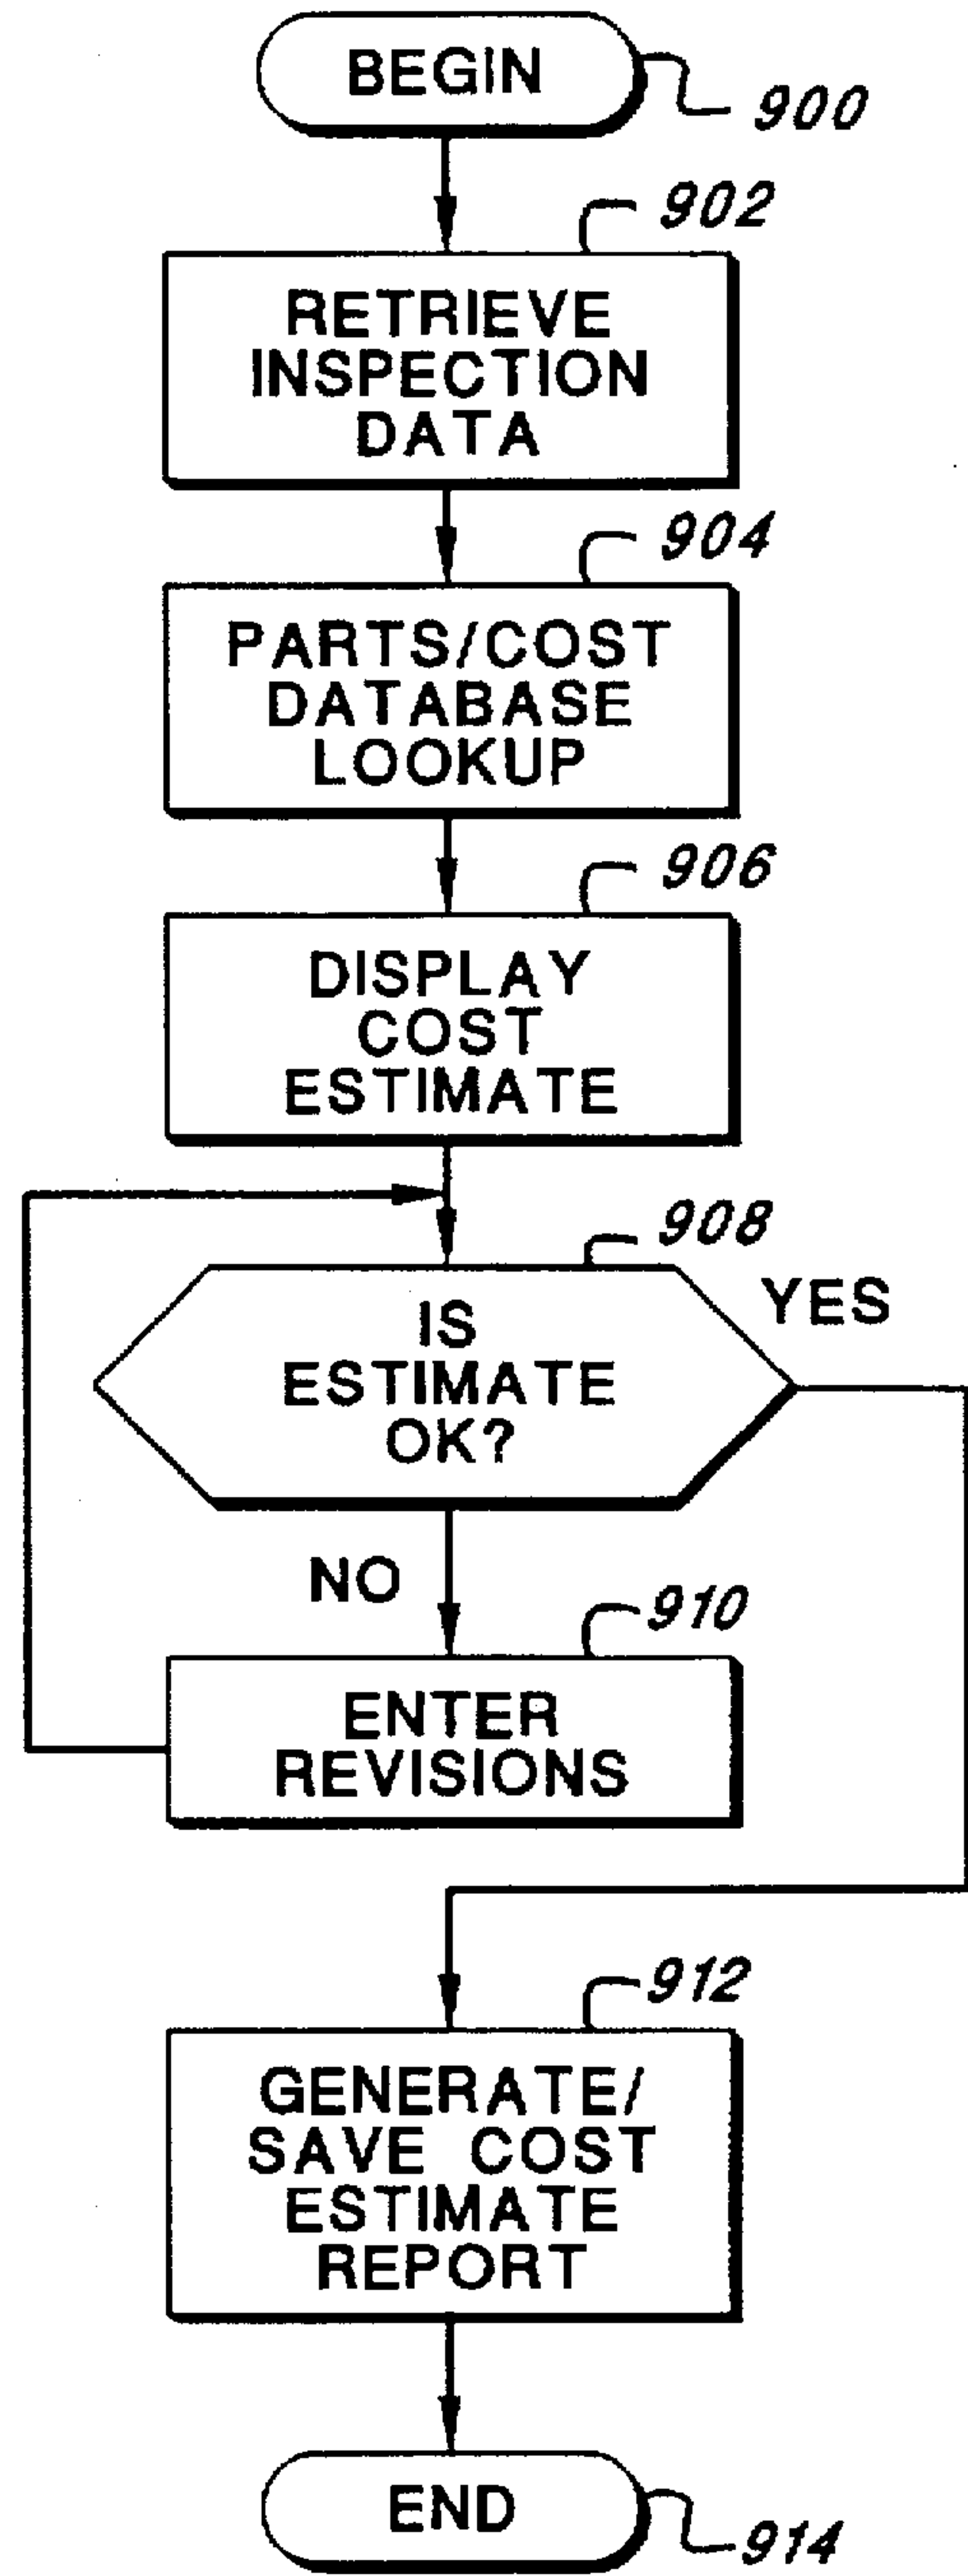 BEGIN
900
902
RETRIEVE
INSPECTION
DATA
904
PARTS/COST
DATABASE
LOOKUP
906
DISPLAY
COST
ESTIMATE
908
IS
ESTIMATE
OK?
YES
NO
910
ENTER
REVISIONS
912
GENERATE/
SAVE COST
ESTIMATE
REPORT
END
914